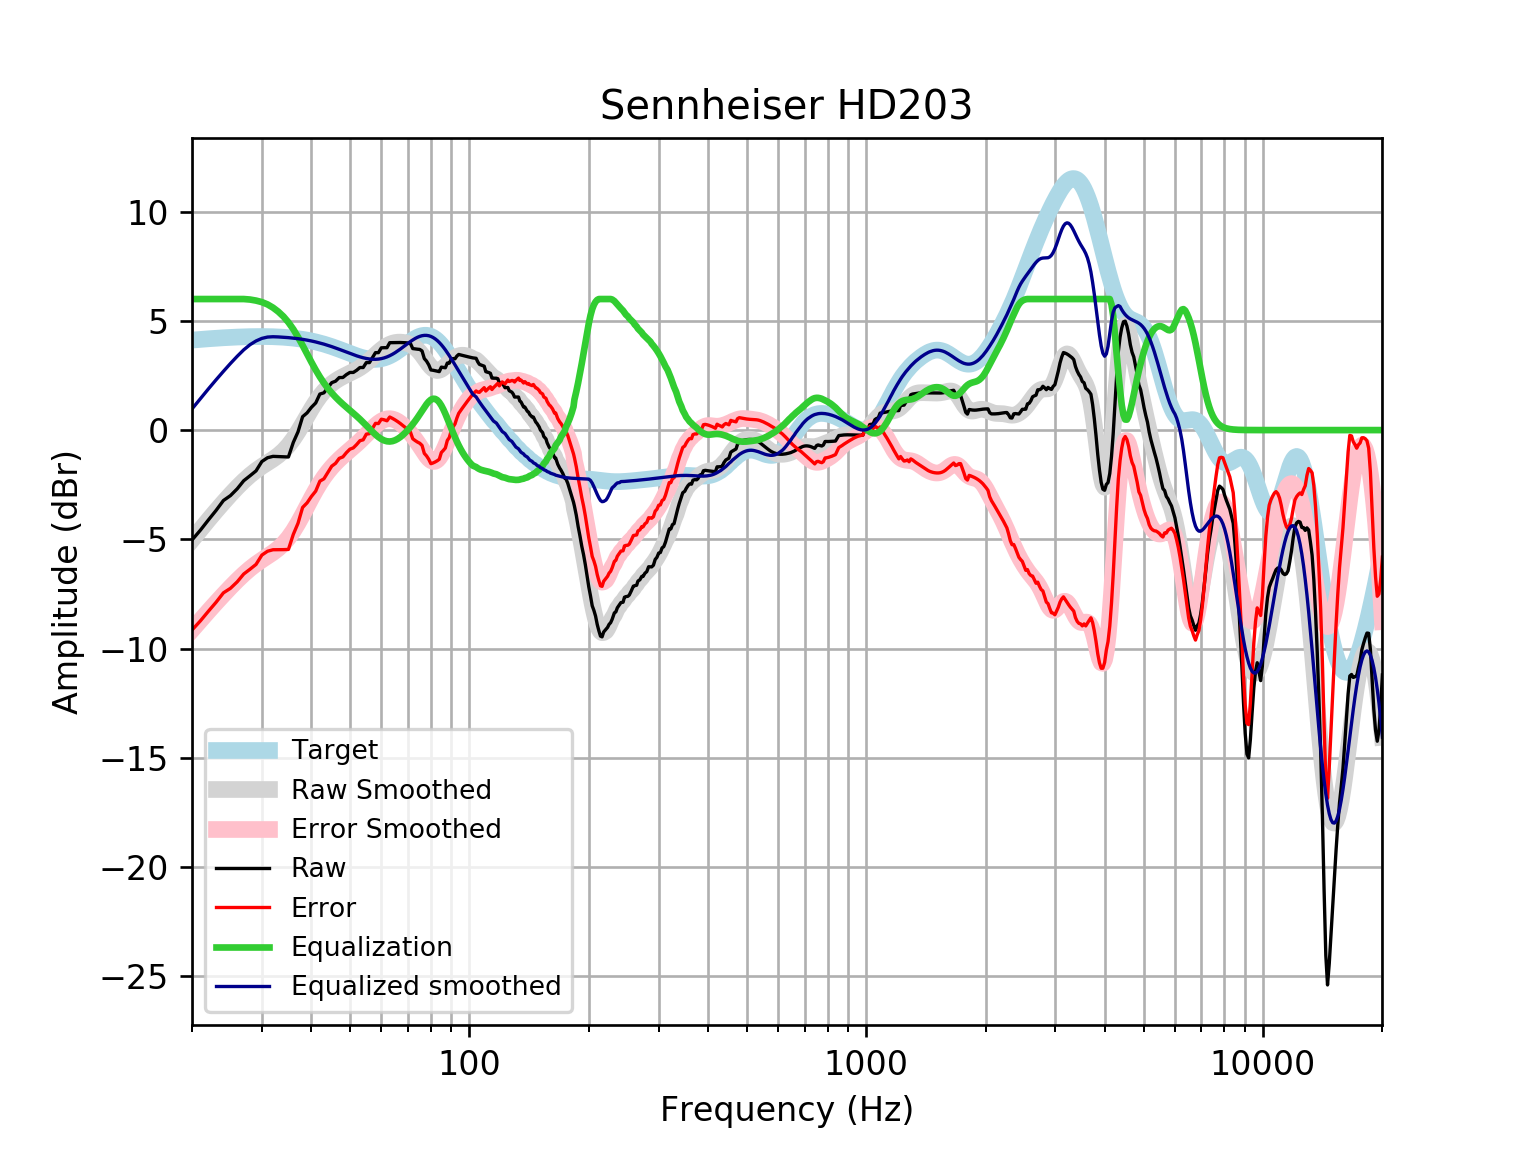 Sennheiser HD203
10
5
0
−5
−10
−15
−20
−25
Amplitude (dBr)
Target
Raw Smoothed
Error Smoothed
Raw
Error
Equalization
Equalized smoothed
100
1000
10000
Frequency (Hz)